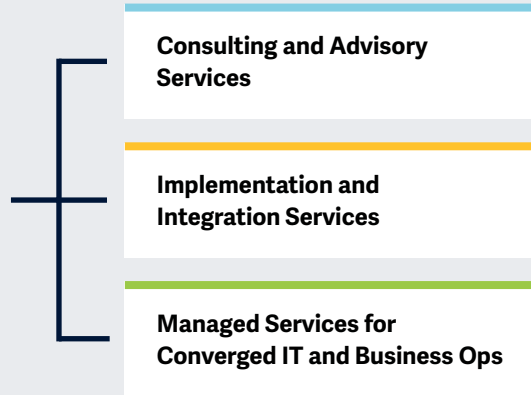 Consulting and Advisory
Services
Implementation and
Integration Services
Managed Services for
Converged IT and Business Ops